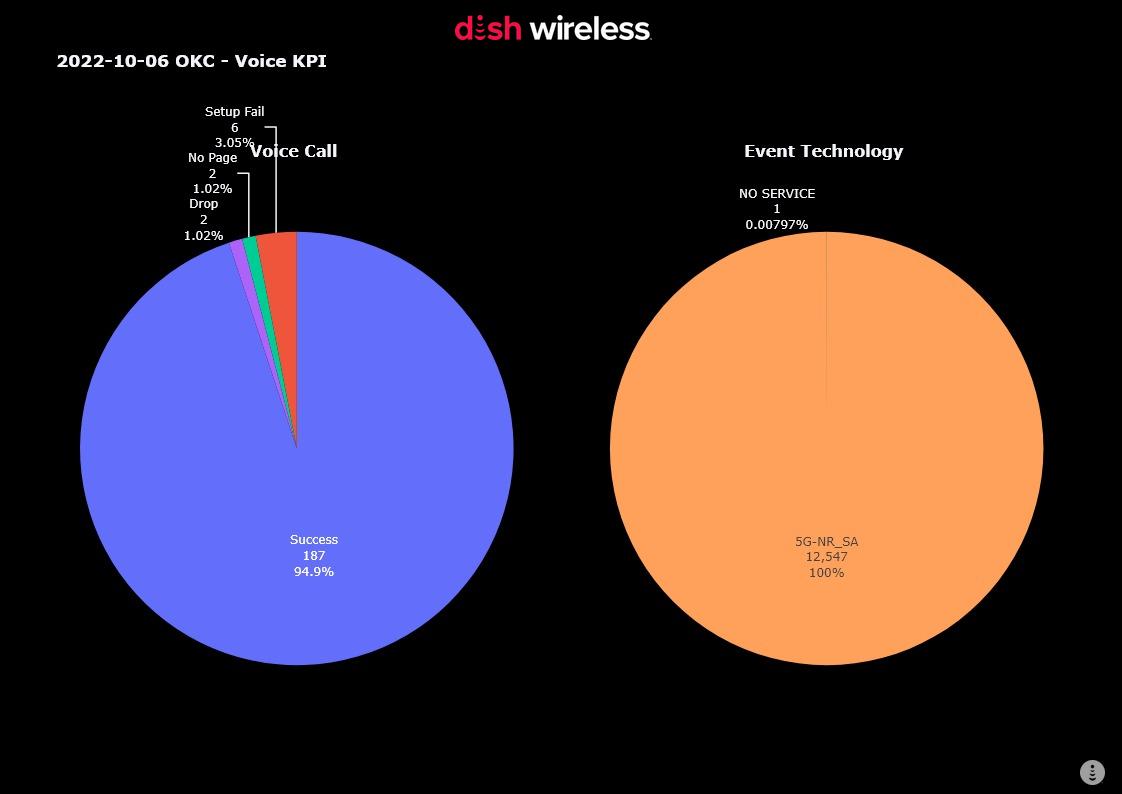 dish wireless
2022-10-06 OKC - Voice KPI
Voice Call
Setup Fail
6
3.05%
No Page
2
1.02%
Drop
2
1.02%
Success
187
94.9%
Event Technology
NO SERVICE
1
0.00797%
5G-NR_SA
12,547
100%